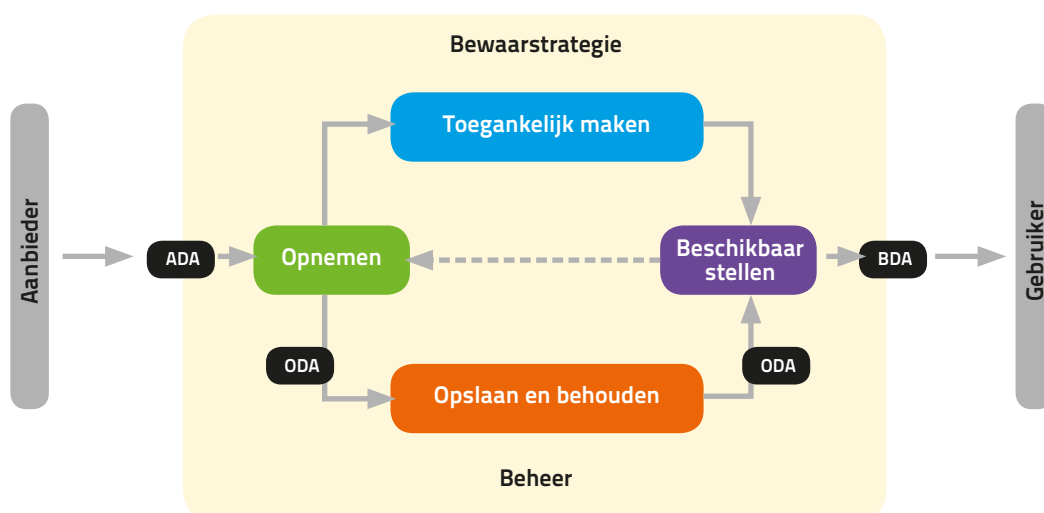 Bewaarstrategie
Toegankelijk maken
Aanbieder
ADA
Opnemen
Beschikbaar
stellen
BDA
Gebruiker
ODA
ODA
Opslaan en behouden
Beheer